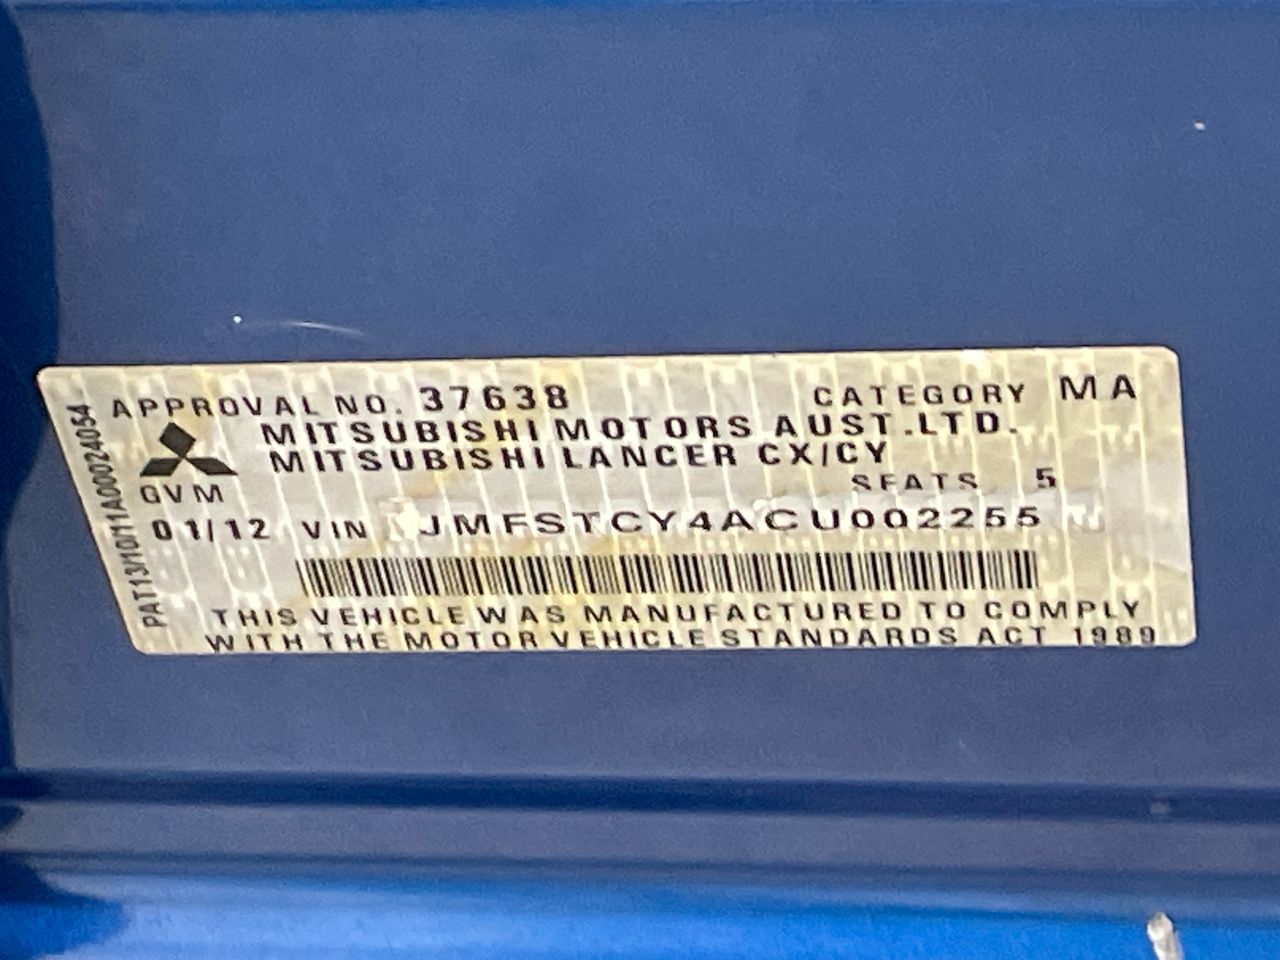 APPROVAL NO. 37638 CATEGORY MA
MITSUBISHI MOTORS AUST.LTD.
MITSUBISHI LANCER CX/CY
GVM SEATS 5
01/12 VIN JMFSTCY4ACU002255
THIS VEHICLE WAS MANUFACTURED TO COMPLY
WITH THE MOTOR VEHICLE STANDARDS ACT 1989
PAT13/10/11A00024054